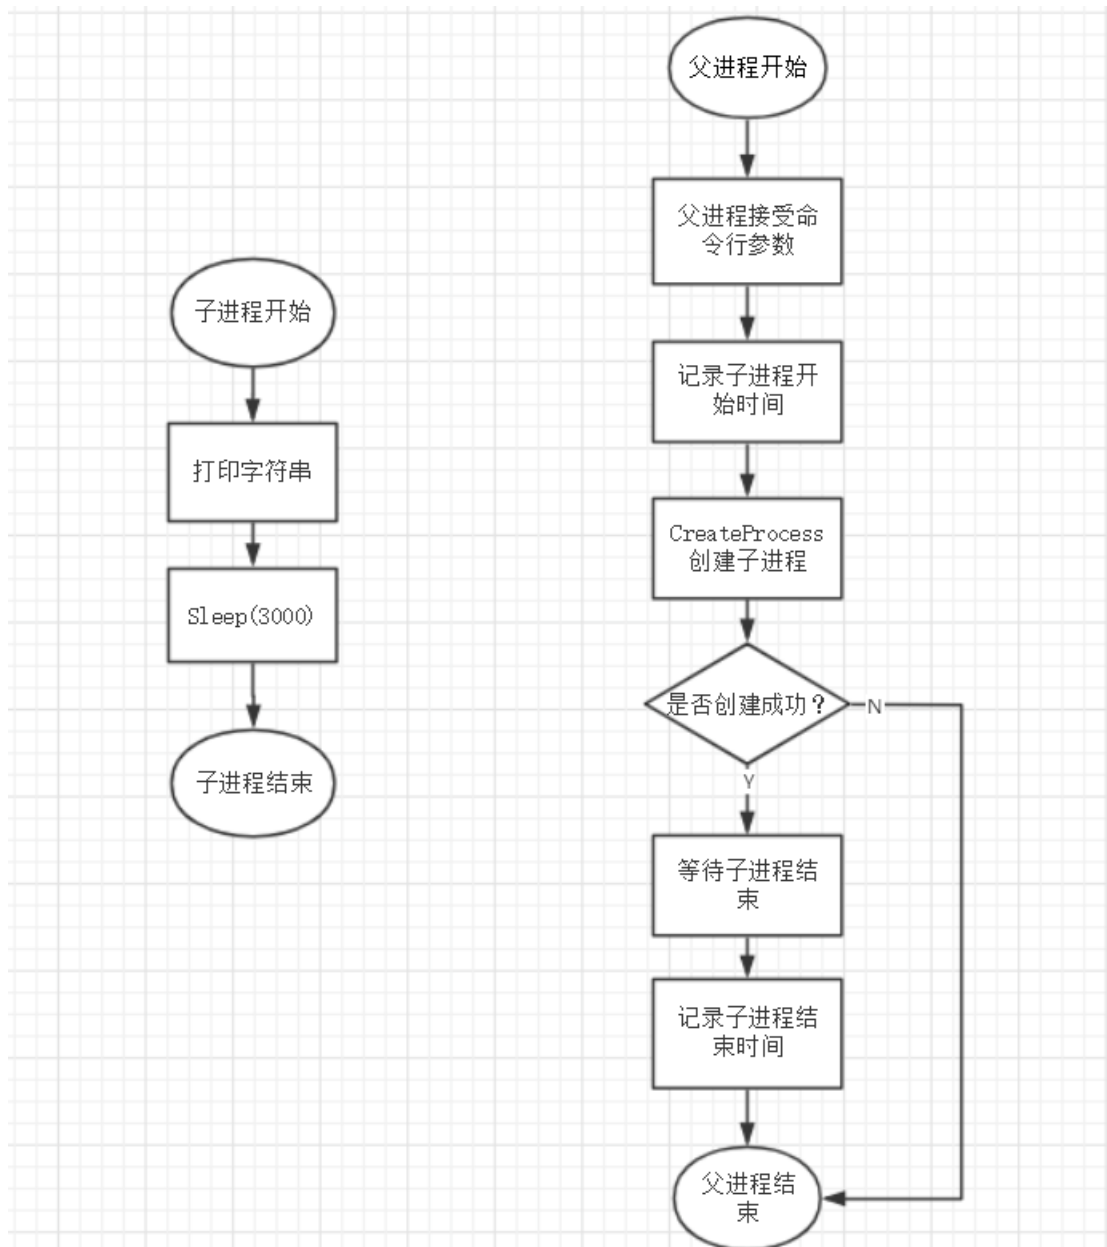 子进程开始
打印字符串
Sleep(3000)
子进程结束
父进程开始
父进程接受命
令行参数
记录子进程开
始时间
CreateProcess
创建子进程
是否创建成功？
N
Y
等待子进程结
束
记录子进程结
束时间
父进程结
束